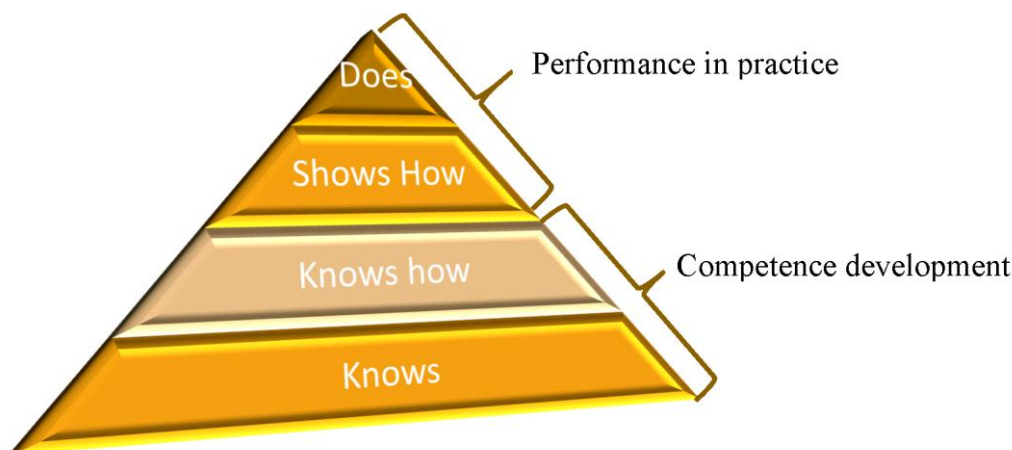 Does
Performance in practice
Shows How
Knows how
Competence development
Knows